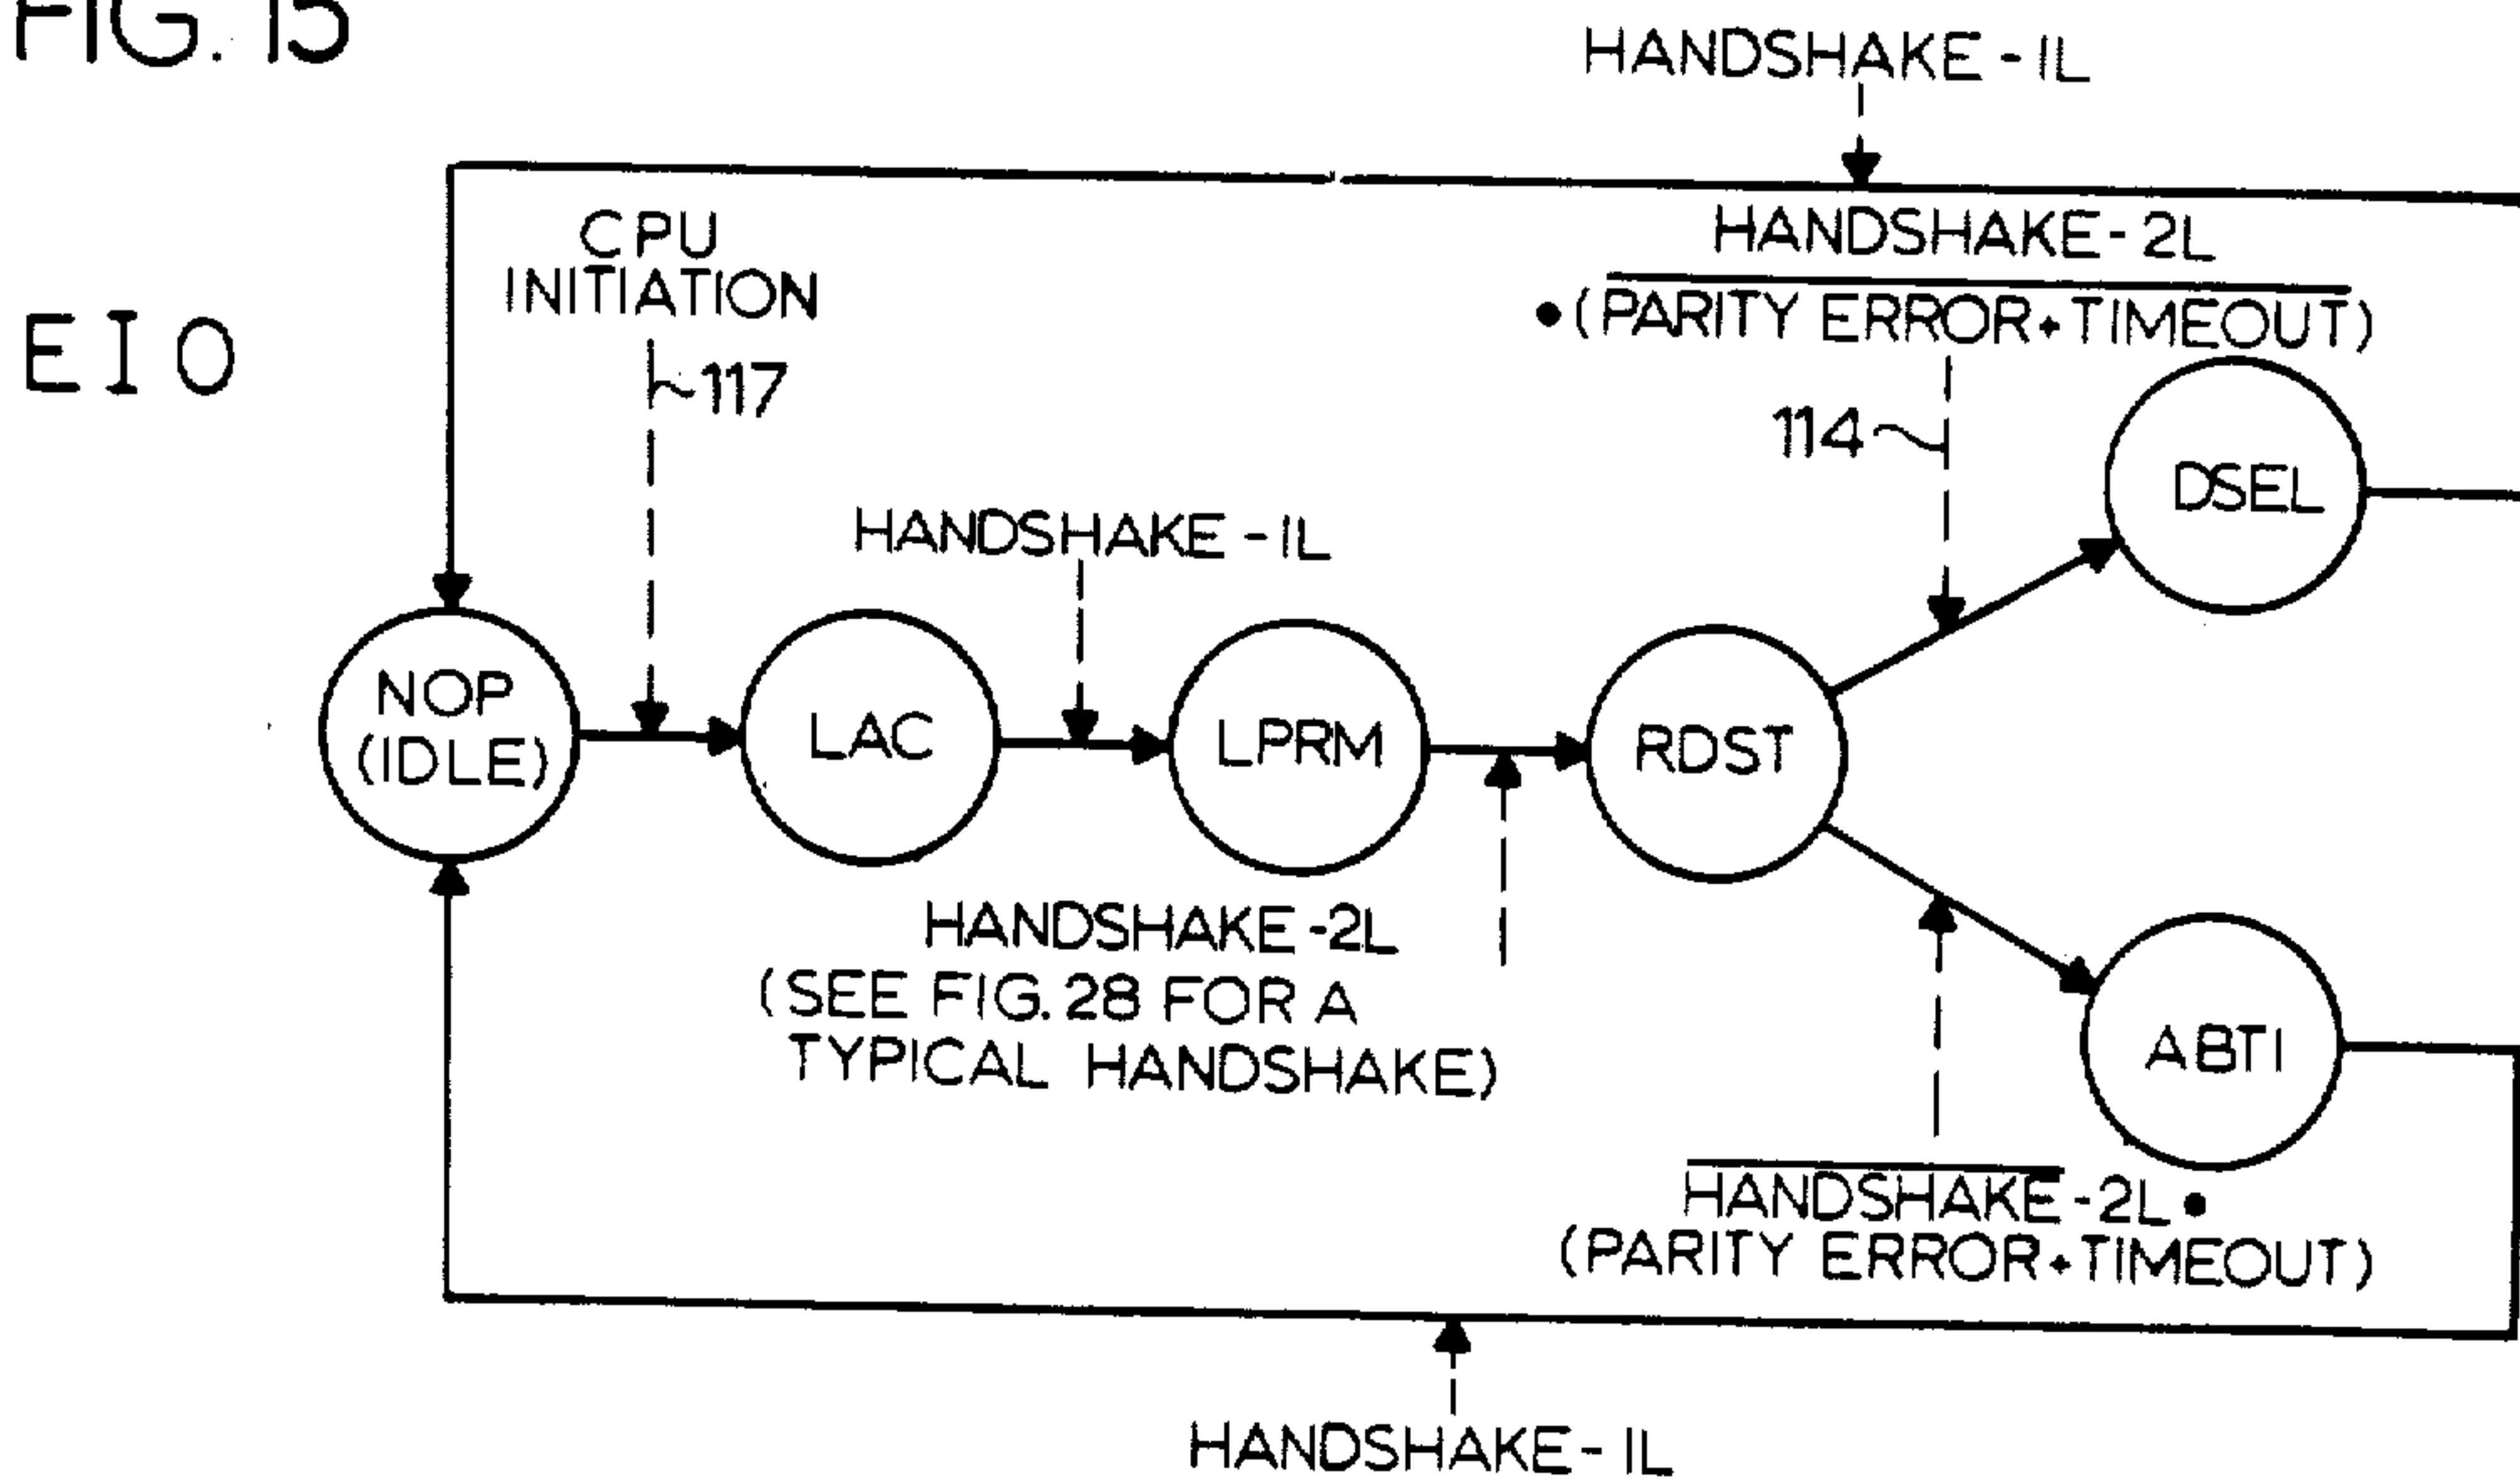 FIG. 15
HANDSHAKE-1L
CPU
INITIATION
HANDSHAKE-2L
•(PARITY ERROR+TIMEOUT)
EIO
117
114
DSEL
HANDSHAKE-1L
NOP
(IDLE)
LAC
LPRM
RDST
HANDSHAKE-2L
(SEE FIG. 28 FOR A
TYPICAL HANDSHAKE)
ABTI
HANDSHAKE-2L•
(PARITY ERROR+TIMEOUT)
HANDSHAKE-1L